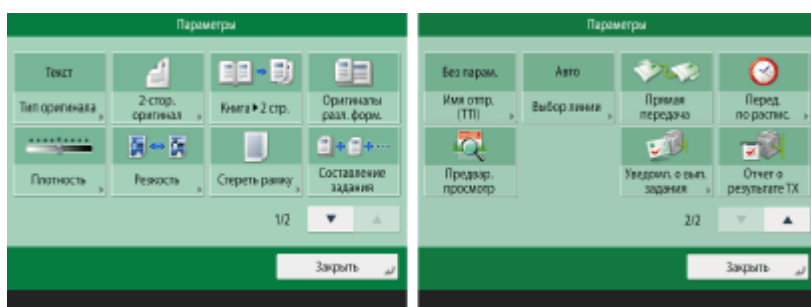 Параметры
Текст
Тип оригинала
2-стор.
оригинал
Книга ▸ 2 стр.
Оригиналы
разл. форм.
Плотность
Резкость
Стереть рамку
Составление
задания
1/2
Закрыть
Параметры
Без парам.
Имя отпр.
(TTI)
Авто
Выбор линии
Прямая
передача
Перед.
по распис.
Предвар.
просмотр
Уведомл. о вып.
задания
Отчет о
результате TX
2/2
Закрыть